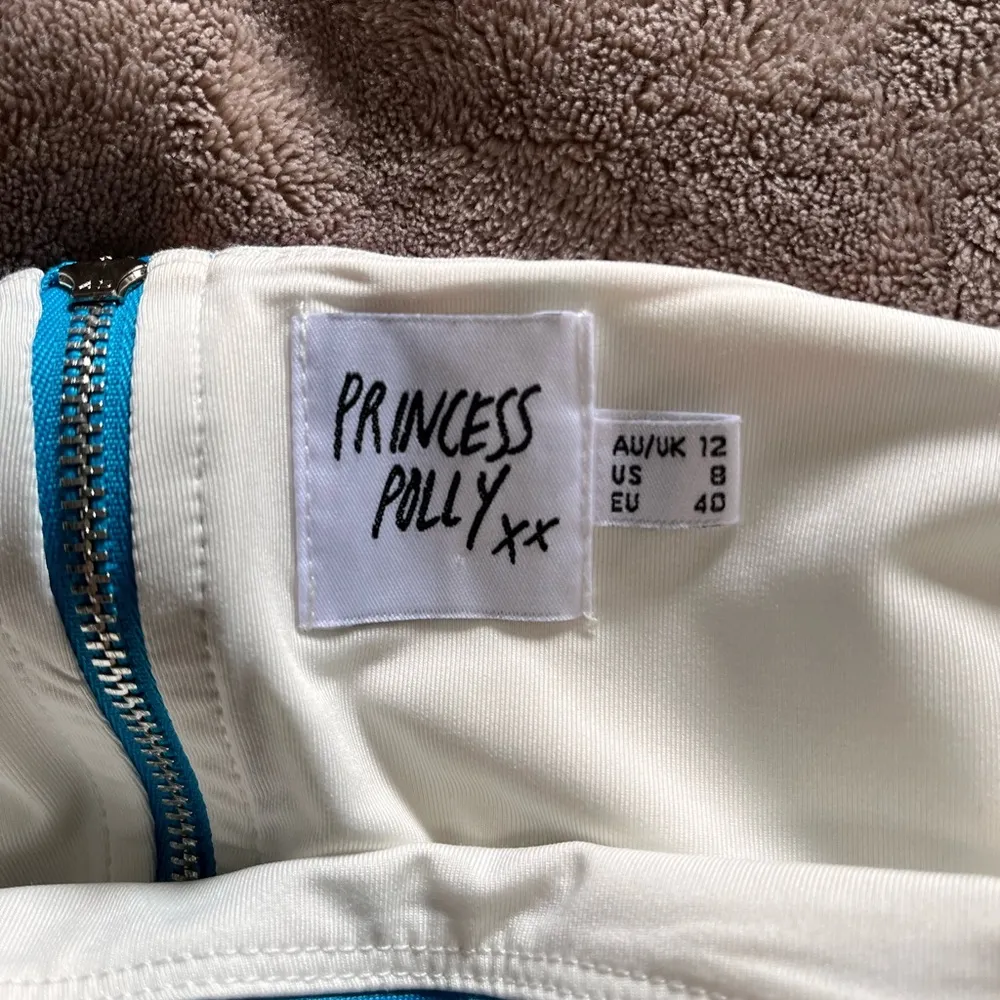 PRINCESS
POLLY xx
AU/UK 12
US 8
EU 40